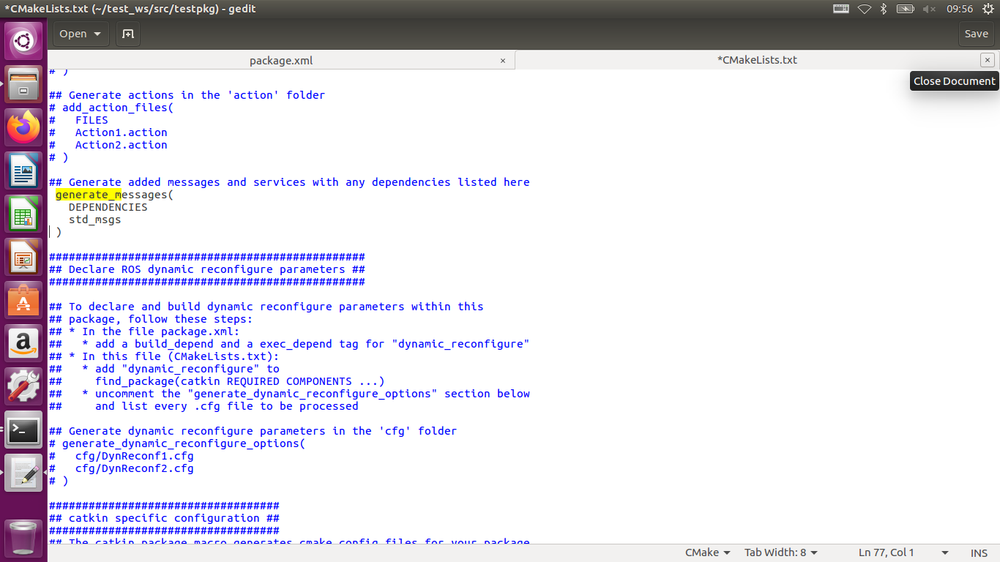 *CMakeLists.txt (~/test_ws/src/testpkg) - gedit
09:56
Open
Save
package.xml
*CMakeLists.txt
Close Document
# )
## Generate actions in the 'action' folder
# add_action_files(
#   FILES
#   Action1.action
#   Action2.action
# )
## Generate added messages and services with any dependencies listed here
 generate_messages(
   DEPENDENCIES
   std_msgs
 )
################################################
## Declare ROS dynamic reconfigure parameters ##
################################################
## To declare and build dynamic reconfigure parameters within this
## package, follow these steps:
## * In the file package.xml:
##   * add a build_depend and a exec_depend tag for "dynamic_reconfigure"
## * In this file (CMakeLists.txt):
##   * add "dynamic_reconfigure" to
##     find_package(catkin REQUIRED COMPONENTS ...)
##   * uncomment the "generate_dynamic_reconfigure_options" section below
##     and list every .cfg file to be processed
## Generate dynamic reconfigure parameters in the 'cfg' folder
# generate_dynamic_reconfigure_options(
#   cfg/DynReconf1.cfg
#   cfg/DynReconf2.cfg
# )
###################################
## catkin specific configuration ##
###################################
## The catkin_package macro generates cmake config files for your package
CMake
Tab Width: 8
Ln 77, Col 1
INS